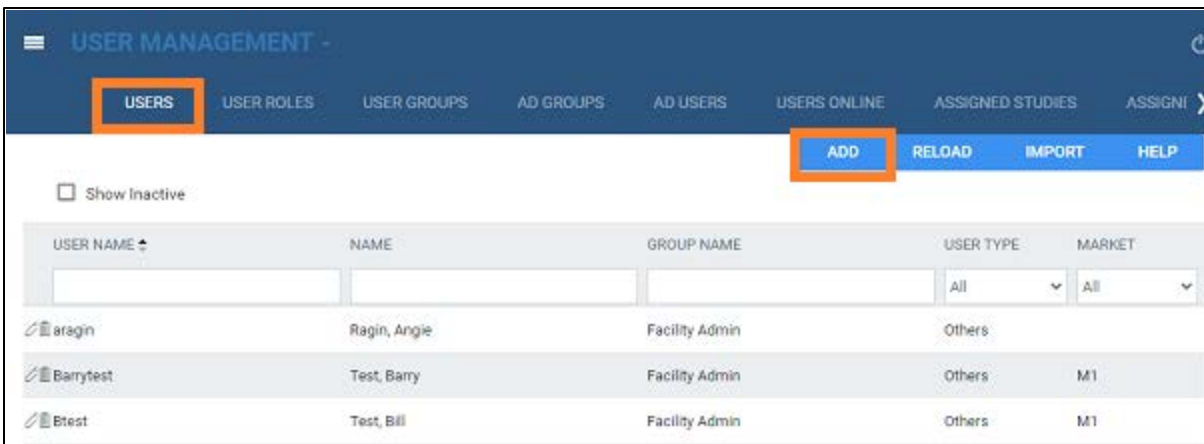 USER MANAGEMENT -
USERS USER ROLES USER GROUPS AD GROUPS AD USERS USERS ONLINE ASSIGNED STUDIES ASSIGNI
ADD RELOAD IMPORT HELP
Show Inactive
USER NAME NAME GROUP NAME USER TYPE MARKET
All All
aragin Ragin, Angie Facility Admin Others
Barrytest Test, Barry Facility Admin Others M1
Btest Test, Bill Facility Admin Others M1